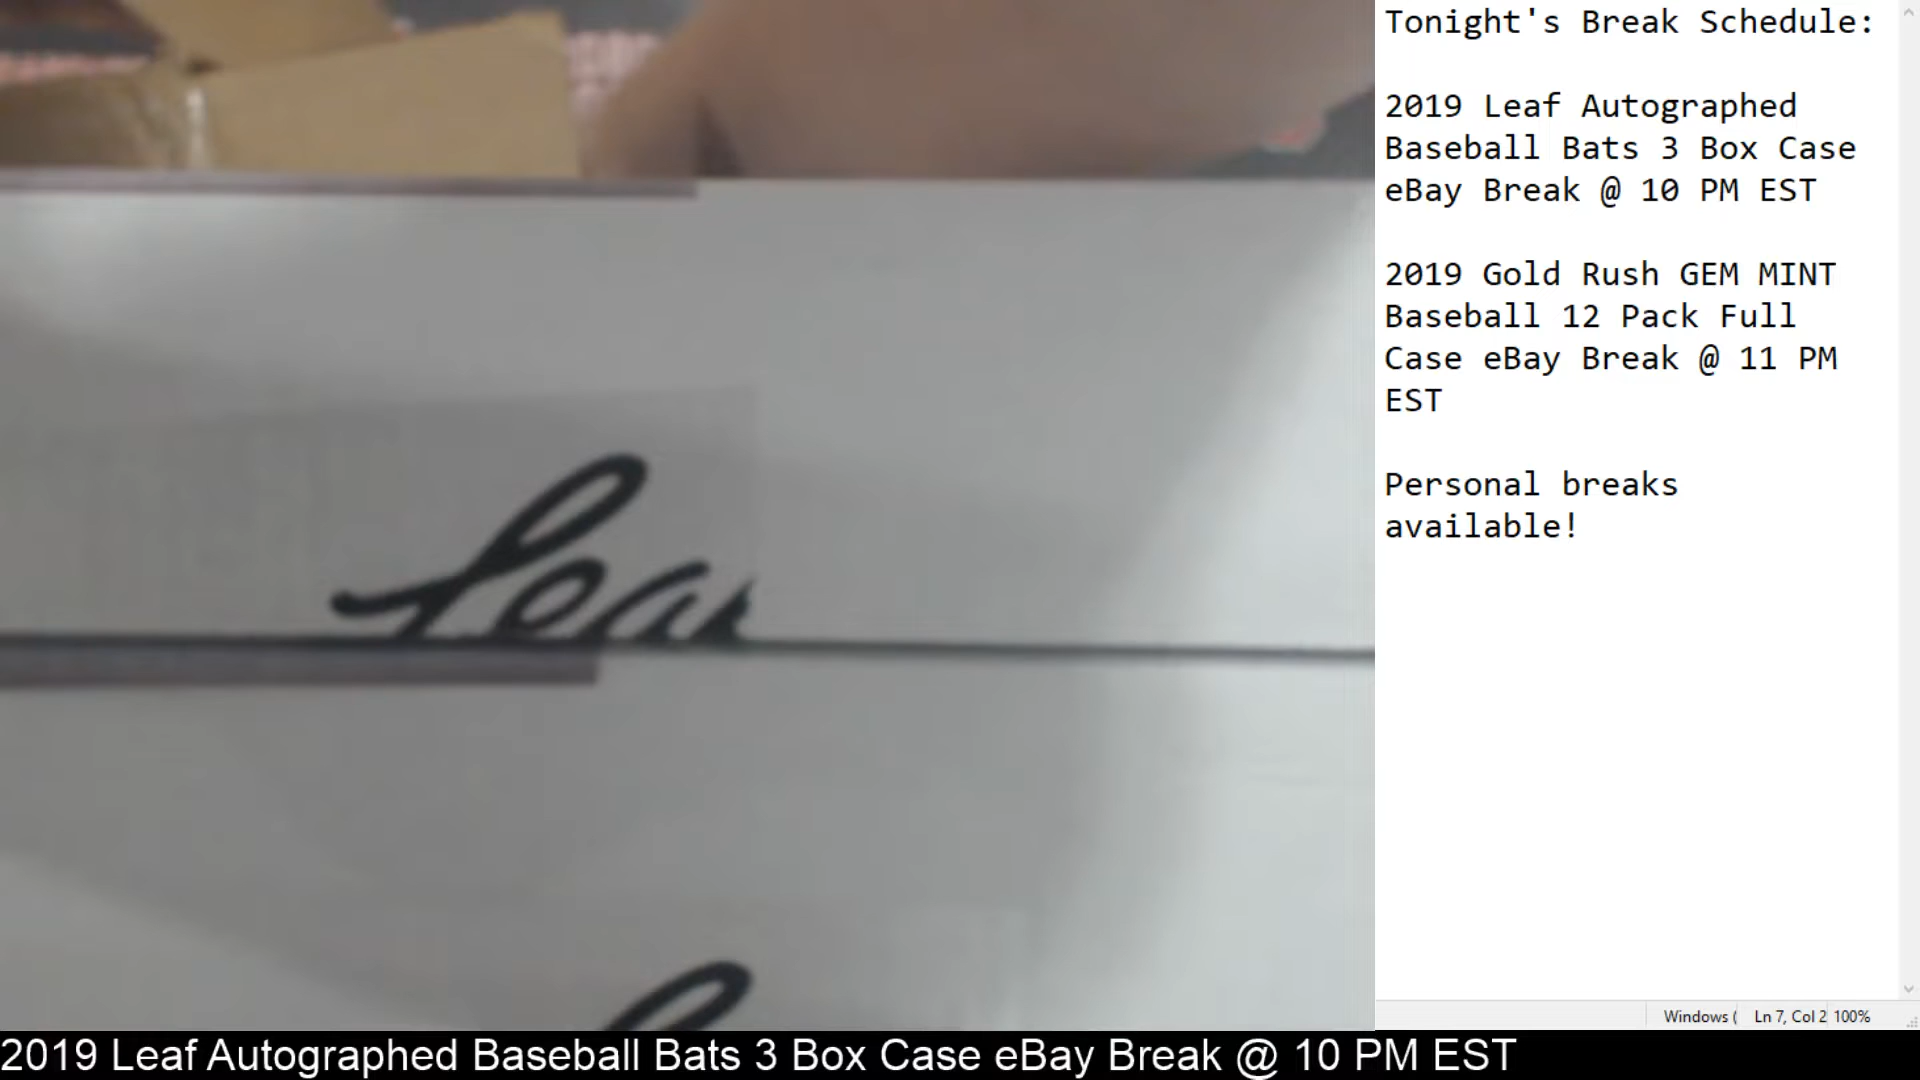 Tonight's Break Schedule:
2019 Leaf Autographed
Baseball Bats 3 Box Case
eBay Break @ 10 PM EST
2019 Gold Rush GEM MINT
Baseball 12 Pack Full
Case eBay Break @ 11 PM
EST
Personal breaks
available!
Windows (
Ln 7, Col 2
100%
2019 Leaf Autographed Baseball Bats 3 Box Case eBay Break @ 10 PM EST